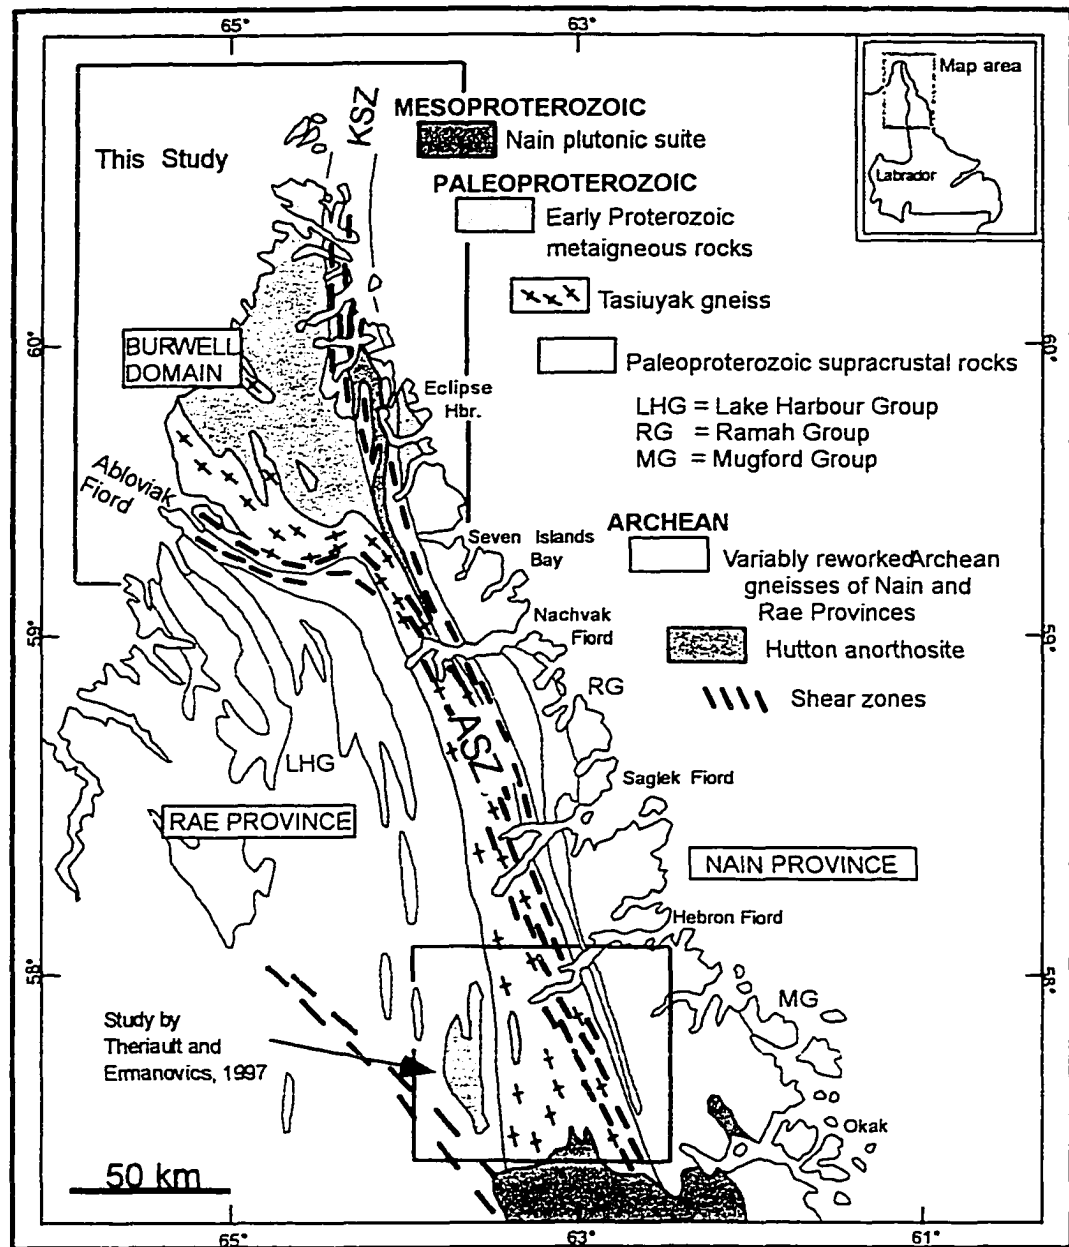 65°
63°
KSZ
MESOPROTEROZOIC
Nain plutonic suite
Map area
Labrador
This Study
PALEOPROTEROZOIC
Early Proterozoic
metaigneous rocks
Tasiuyak gneiss
60°
60°
BURWELL
DOMAIN
Paleoproterozoic supracrustal rocks
Eclipse
Hbr.
LHG = Lake Harbour Group
RG = Ramah Group
MG = Mugford Group
Abloviak
Fiord
ARCHEAN
Seven Islands
Bay
Variably reworkedArchean
gneisses of Nain and
Rae Provinces
Nachvak
Fiord
59°
59°
Hutton anorthosite
RG
Shear zones
ASZ
LHG
Saglek Fiord
RAE PROVINCE
NAIN PROVINCE
Hebron Fiord
58°
58°
MG
Study by
Theriault and
Ermanovics, 1997
Okak
50 km
65°
63°
61°